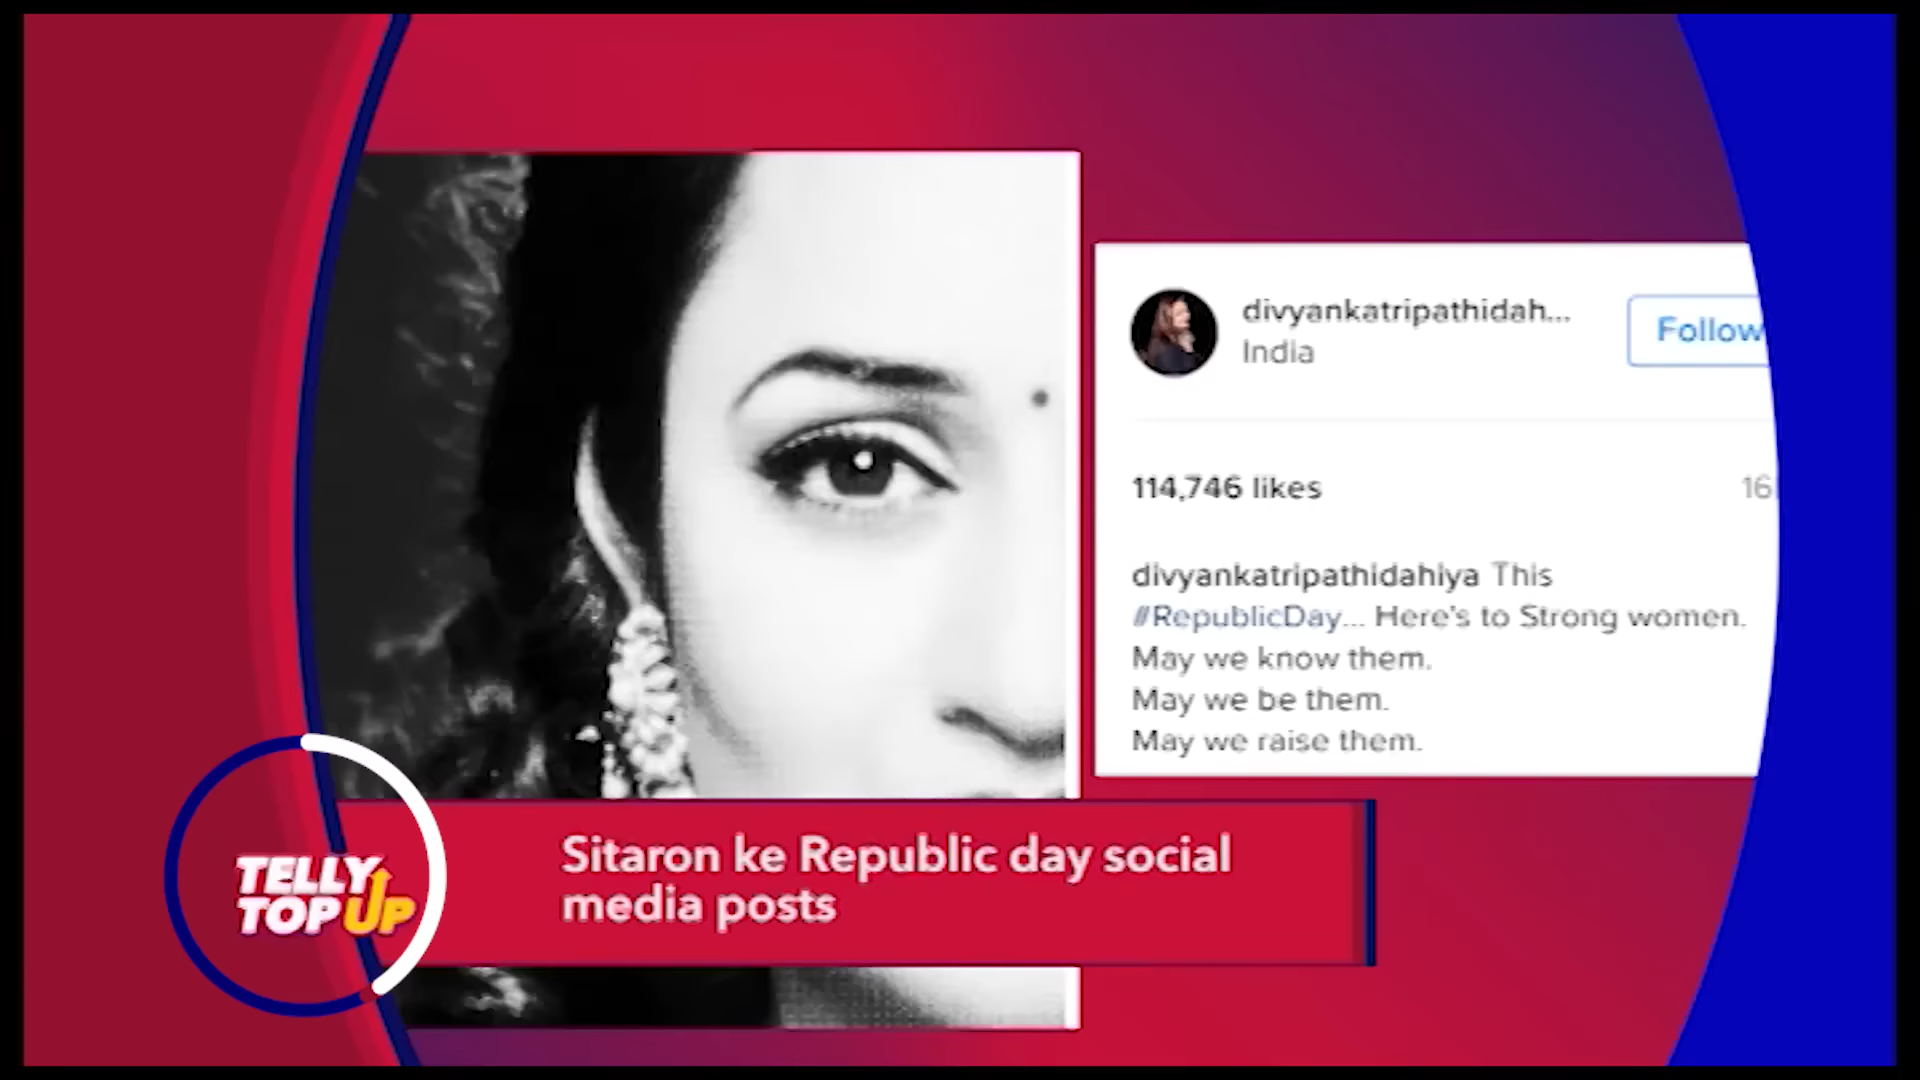 divyankatripathidah...
India
Follow
114,746 likes
16
divyankatripathidahiya This
#RepublicDay... Here's to Strong women.
May we know them.
May we be them.
May we raise them.
Sitaron ke Republic day social
media posts
TELLY
TOP UP